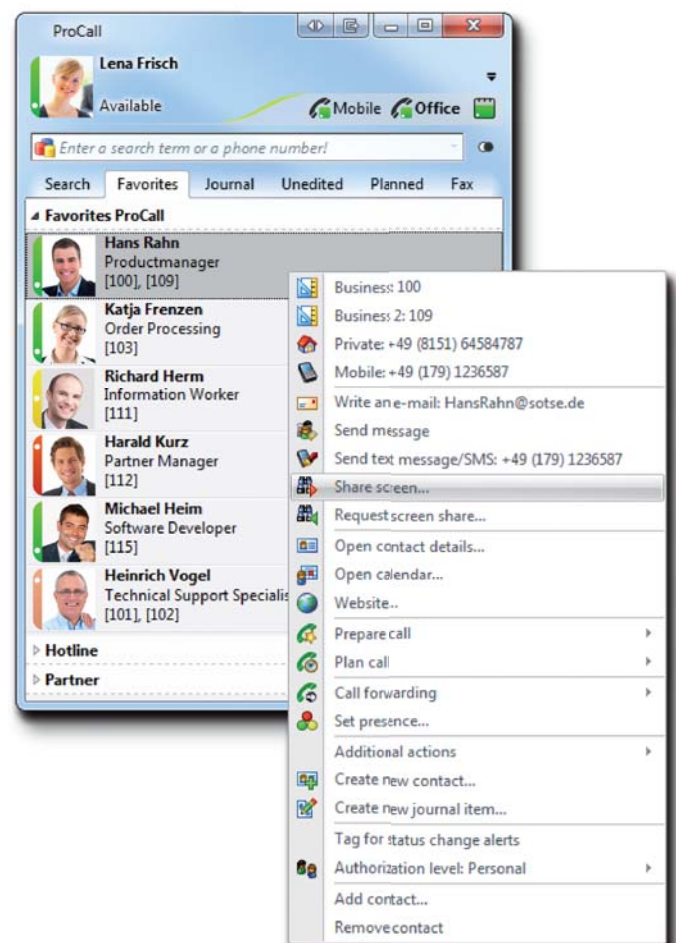 ProCall
Lena Frisch
Available
Mobile Office
Enter a search term or a phone number!
Search Favorites Journal Unedited Planned Fax
Favorites ProCall
Hans Rahn
Productmanager
[100], [109]
Katja Frenzen
Order Processing
[103]
Richard Herm
Information Worker
[111]
Harald Kurz
Partner Manager
[112]
Michael Heim
Software Developer
[115]
Heinrich Vogel
Technical Support Specialis
[101], [102]
Hotline
Partner
Business: 100
Business 2: 109
Private: +49 (8151) 64584787
Mobile: +49 (179) 1236587
Write an e-mail: HansRahn@sotse.de
Send message
Send text message/SMS: +49 (179) 1236587
Share screen...
Request screen share...
Open contact details...
Open calendar...
Website...
Prepare call
Plan call
Call forwarding
Set presence...
Additional actions
Create new contact...
Create new journal item...
Tag for status change alerts
Authorization level: Personal
Add contact...
Remove contact